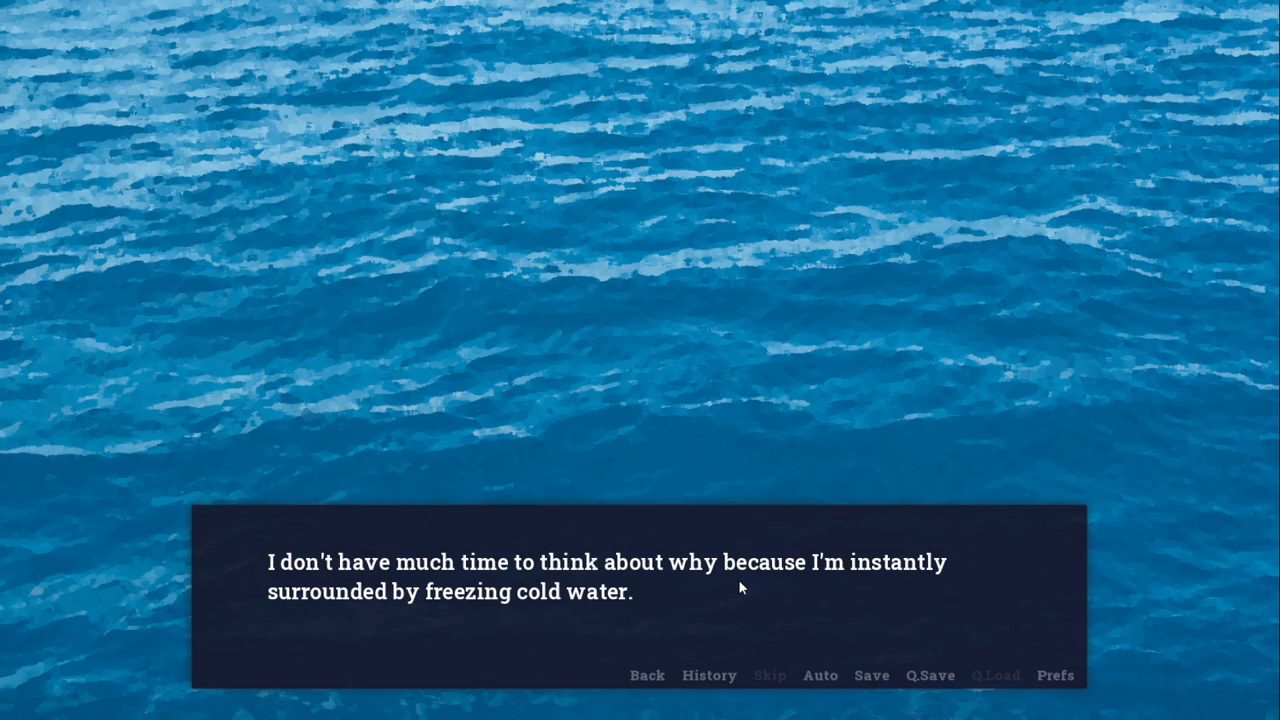 I don't have much time to think about why because I'm instantly
surrounded by freezing cold water.
Back History Skip Auto Save Q.Save Q.Load Prefs